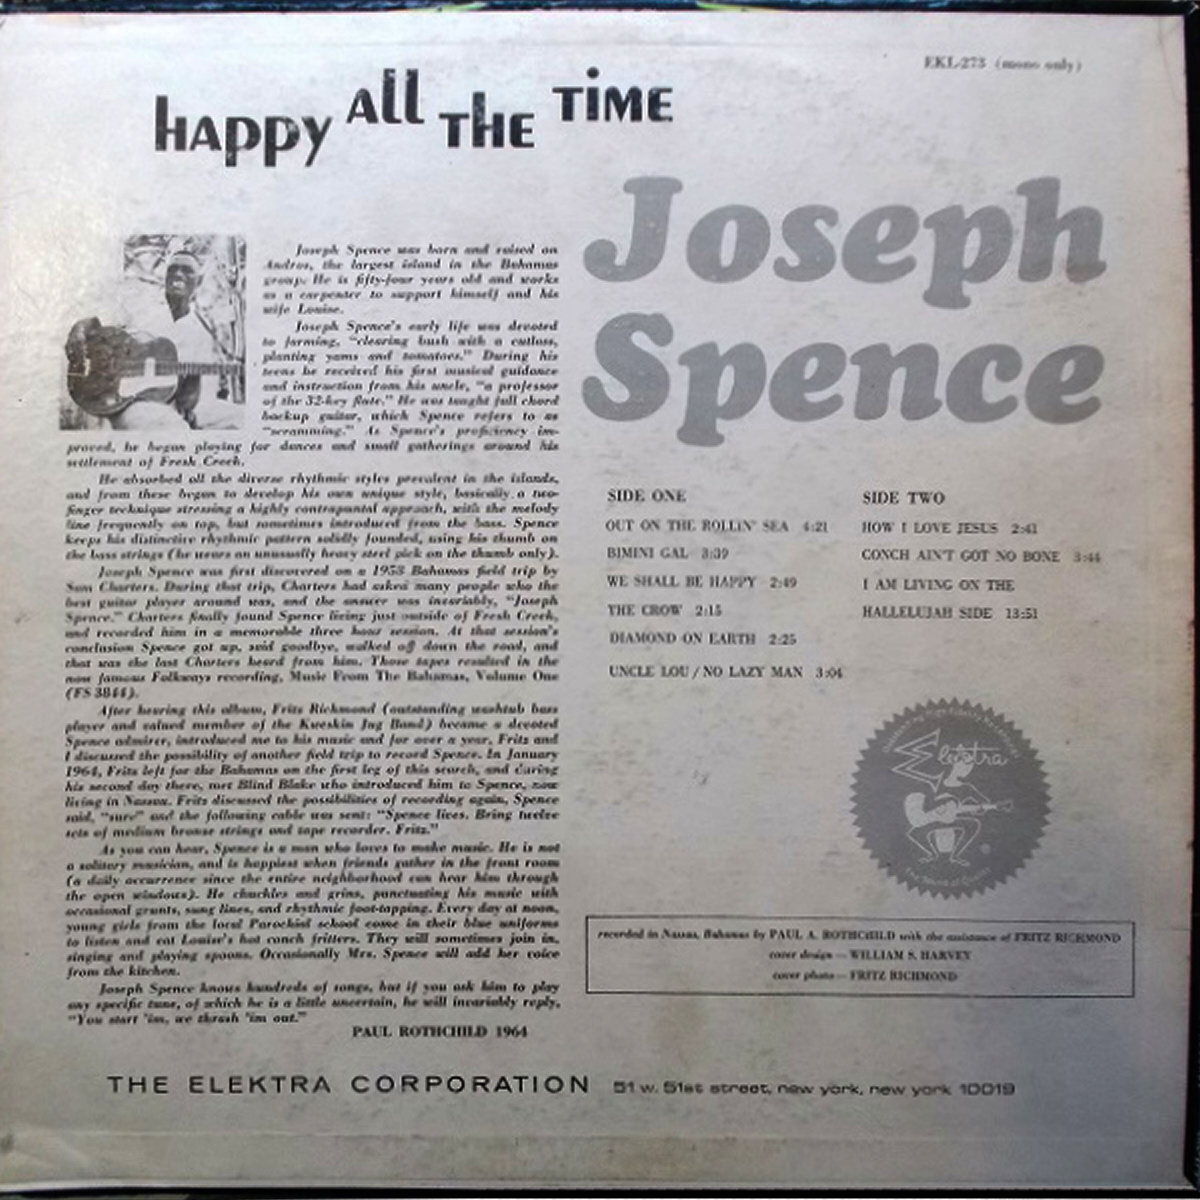 EKL-273 (mono only)
HAPPY ALL THE TIME
Joseph
Spence
Joseph Spence was born and raised on
Andros, the largest island in the Bahamas
group. He is fifty-four years old and works
as a carpenter to support himself and his
wife Louise.
Joseph Spence's early life was devoted
to farming, "clearing bush with a cutlass,
planting yams and tomatoes." During his
teens he received his first musical guidance
and instruction from his uncle, "a professor
of the 32-key flute." He was taught full chord
backup guitar, which Spence refers to as
"scramming." As Spence's proficiency im-
proved, he began playing for dances and small gatherings around his
settlement of Fresh Creek.
He absorbed all the diverse rhythmic styles prevalent in the islands,
and from these began to develop his own unique style, basically a two-
finger technique stressing a highly contrapuntal approach, with the melody
line frequently on top, but sometimes introduced from the bass. Spence
keeps his distinctive rhythmic pattern solidly founded, using his thumb on
the bass strings (he wears an unusually heavy steel pick on the thumb only).
Joseph Spence was first discovered on a 1958 Bahamas field trip by
Sam Charters. During that trip, Charters had asked many people who the
best guitar player around was, and the answer was invariably, "Joseph
Spence." Charters finally found Spence living just outside of Fresh Creek,
and recorded him in a memorable three hour session. At that session's
conclusion Spence got up, said goodbye, walked off down the road, and
that was the last Charters heard from him. Those tapes resulted in the
now famous Folkways recording, Music From The Bahamas, Volume One
(FS 3844).
After hearing this album, Fritz Richmond (outstanding washtub bass
player and valued member of the Kweskin Jug Band) became a devoted
Spence admirer, introduced me to his music and for over a year, Fritz and
I discussed the possibility of another field trip to record Spence. In January
1964, Fritz left for the Bahamas on the first leg of this search, and during
his second day there, met Blind Blake who introduced him to Spence, now
living in Nassau. Fritz discussed the possibilities of recording again, Spence
said, "sure" and the following cable was sent: "Spence lives. Bring twelve
sets of medium bronze strings and tape recorder. Fritz."
As you can hear, Spence is a man who loves to make music. He is not
a solitary musician, and is happiest when friends gather in the front room
(a daily occurrence since the entire neighborhood can hear him through
the open windows). He chuckles and grins, punctuating his music with
occasional grunts, sung lines, and rhythmic foot-tapping. Every day at noon,
young girls from the local Parochial school come in their blue uniforms
to listen and eat Louise's hot conch fritters. They will sometimes join in,
singing and playing spoons. Occasionally Mrs. Spence will add her voice
from the kitchen.
Joseph Spence knows hundreds of songs, but if you ask him to play
any specific tune, of which he is a little uncertain, he will invariably reply,
"You start 'im, we thrash 'im out."
PAUL ROTHCHILD 1964
SIDE ONE
OUT ON THE ROLLIN' SEA 4:21
BIMINI GAL 3:39
WE SHALL BE HAPPY 2:49
THE CROW 2:15
DIAMOND ON EARTH 2:25
UNCLE LOU / NO LAZY MAN 3:04
SIDE TWO
HOW I LOVE JESUS 2:41
CONCH AIN'T GOT NO BONE 3:44
I AM LIVING ON THE
HALLELUJAH SIDE 13:51
Elektra
®
recorded in Nassau, Bahamas by PAUL A. ROTHCHILD with the assistance of FRITZ RICHMOND
cover design — WILLIAM S. HARVEY
cover photo — FRITZ RICHMOND
THE ELEKTRA CORPORATION 51 w. 51st street, new york, new york 10019